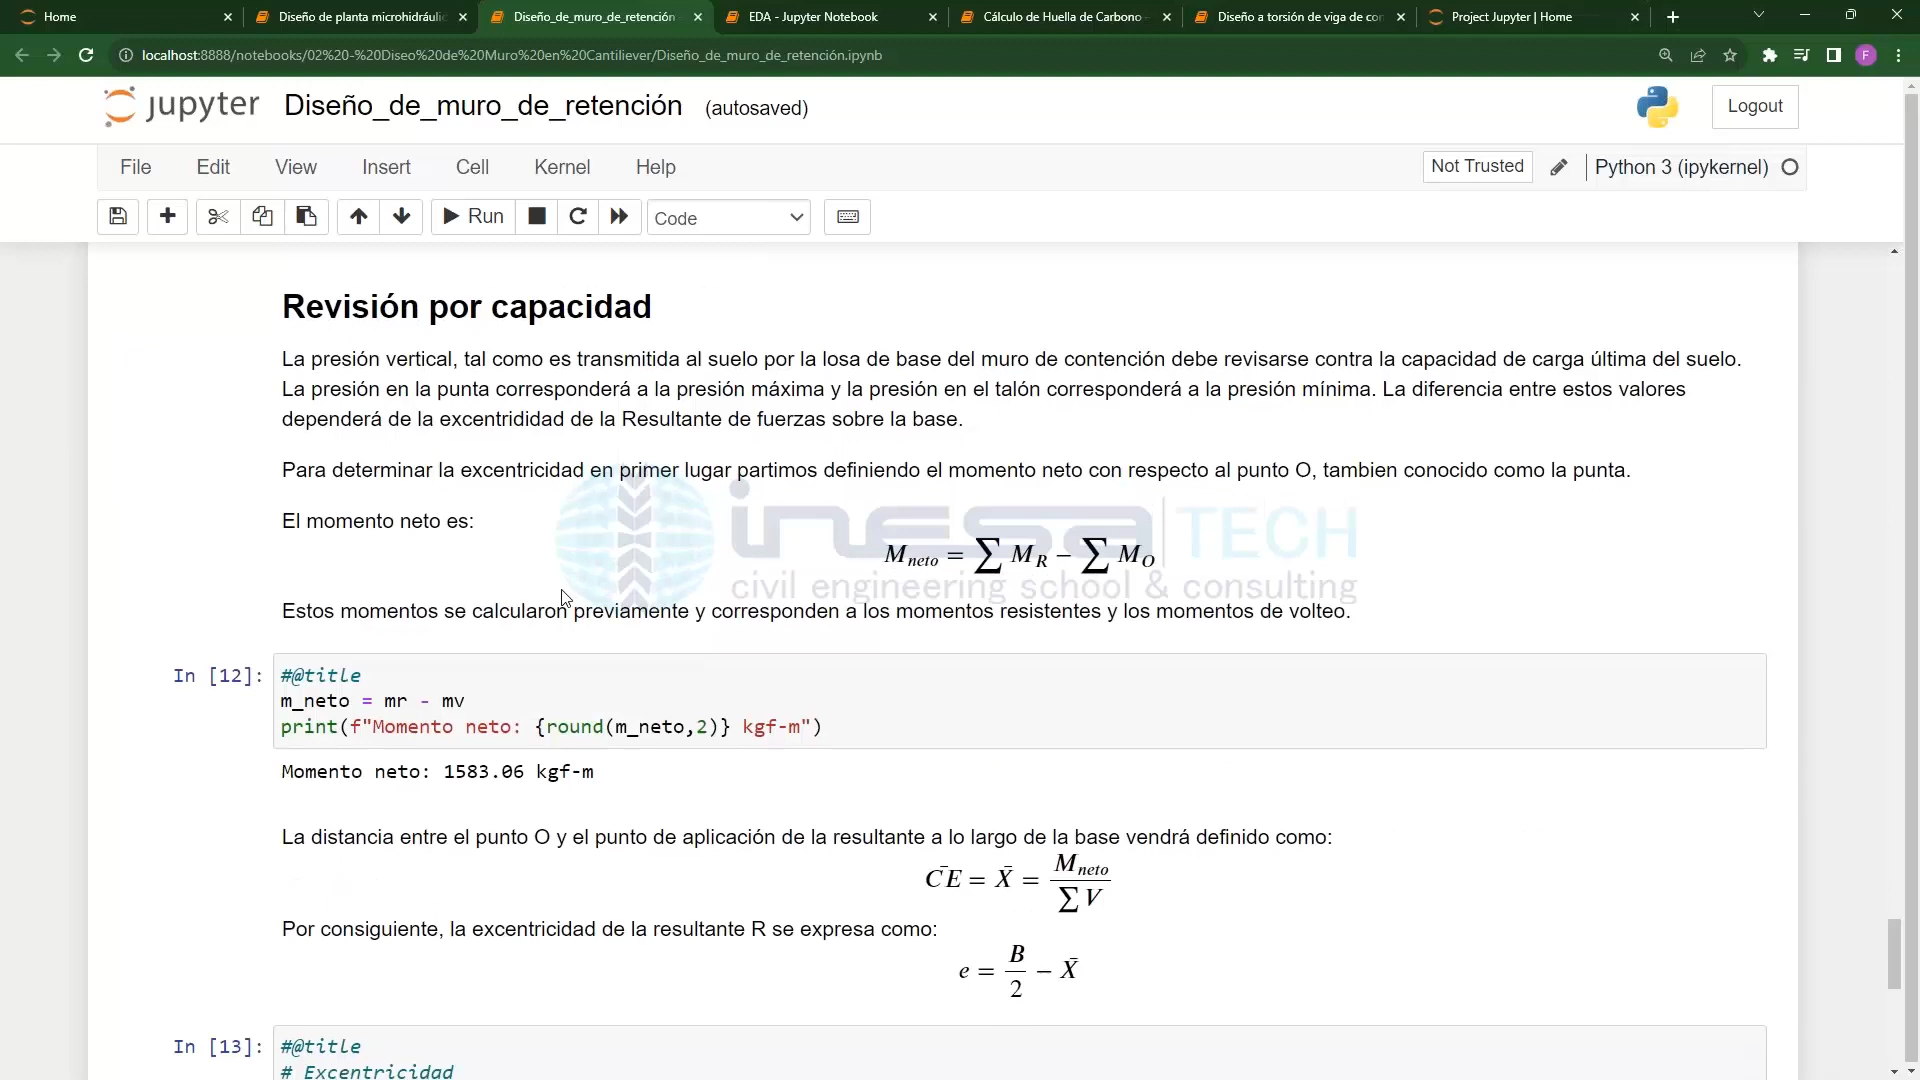 Home
Diseño de planta microhidráulic
Diseño_de_muro_de_retención
EDA - Jupyter Notebook
Cálculo de Huella de Carbono
Diseño a torsión de viga de con
Project Jupyter | Home
localhost:8888/notebooks/02%20-%20Diseo%20de%20Muro%20en%20Cantiliever/Diseño_de_muro_de_retención.ipynb
F
jupyter Diseño_de_muro_de_retención (autosaved)
Logout
File Edit View Insert Cell Kernel Help
Not Trusted
Python 3 (ipykernel)
Run
Code
Revisión por capacidad
La presión vertical, tal como es transmitida al suelo por la losa de base del muro de contención debe revisarse contra la capacidad de carga última del suelo.
La presión en la punta corresponderá a la presión máxima y la presión en el talón corresponderá a la presión mínima. La diferencia entre estos valores
dependerá de la excentrididad de la Resultante de fuerzas sobre la base.
Para determinar la excentricidad en primer lugar partimos definiendo el momento neto con respecto al punto O, tambien conocido como la punta.
El momento neto es:
inesa TECH
M_neto = ∑ M_R − ∑ M_O
civil engineering school & consulting
Estos momentos se calcularon previamente y corresponden a los momentos resistentes y los momentos de volteo.
In [12]: #@title
m_neto = mr - mv
print(f"Momento neto: {round(m_neto,2)} kgf-m")
Momento neto: 1583.06 kgf-m
La distancia entre el punto O y el punto de aplicación de la resultante a lo largo de la base vendrá definido como:
C̄E = X̄ = M_neto / ∑ V
Por consiguiente, la excentricidad de la resultante R se expresa como:
e = B / 2 − X̄
In [13]: #@title
# Excentricidad